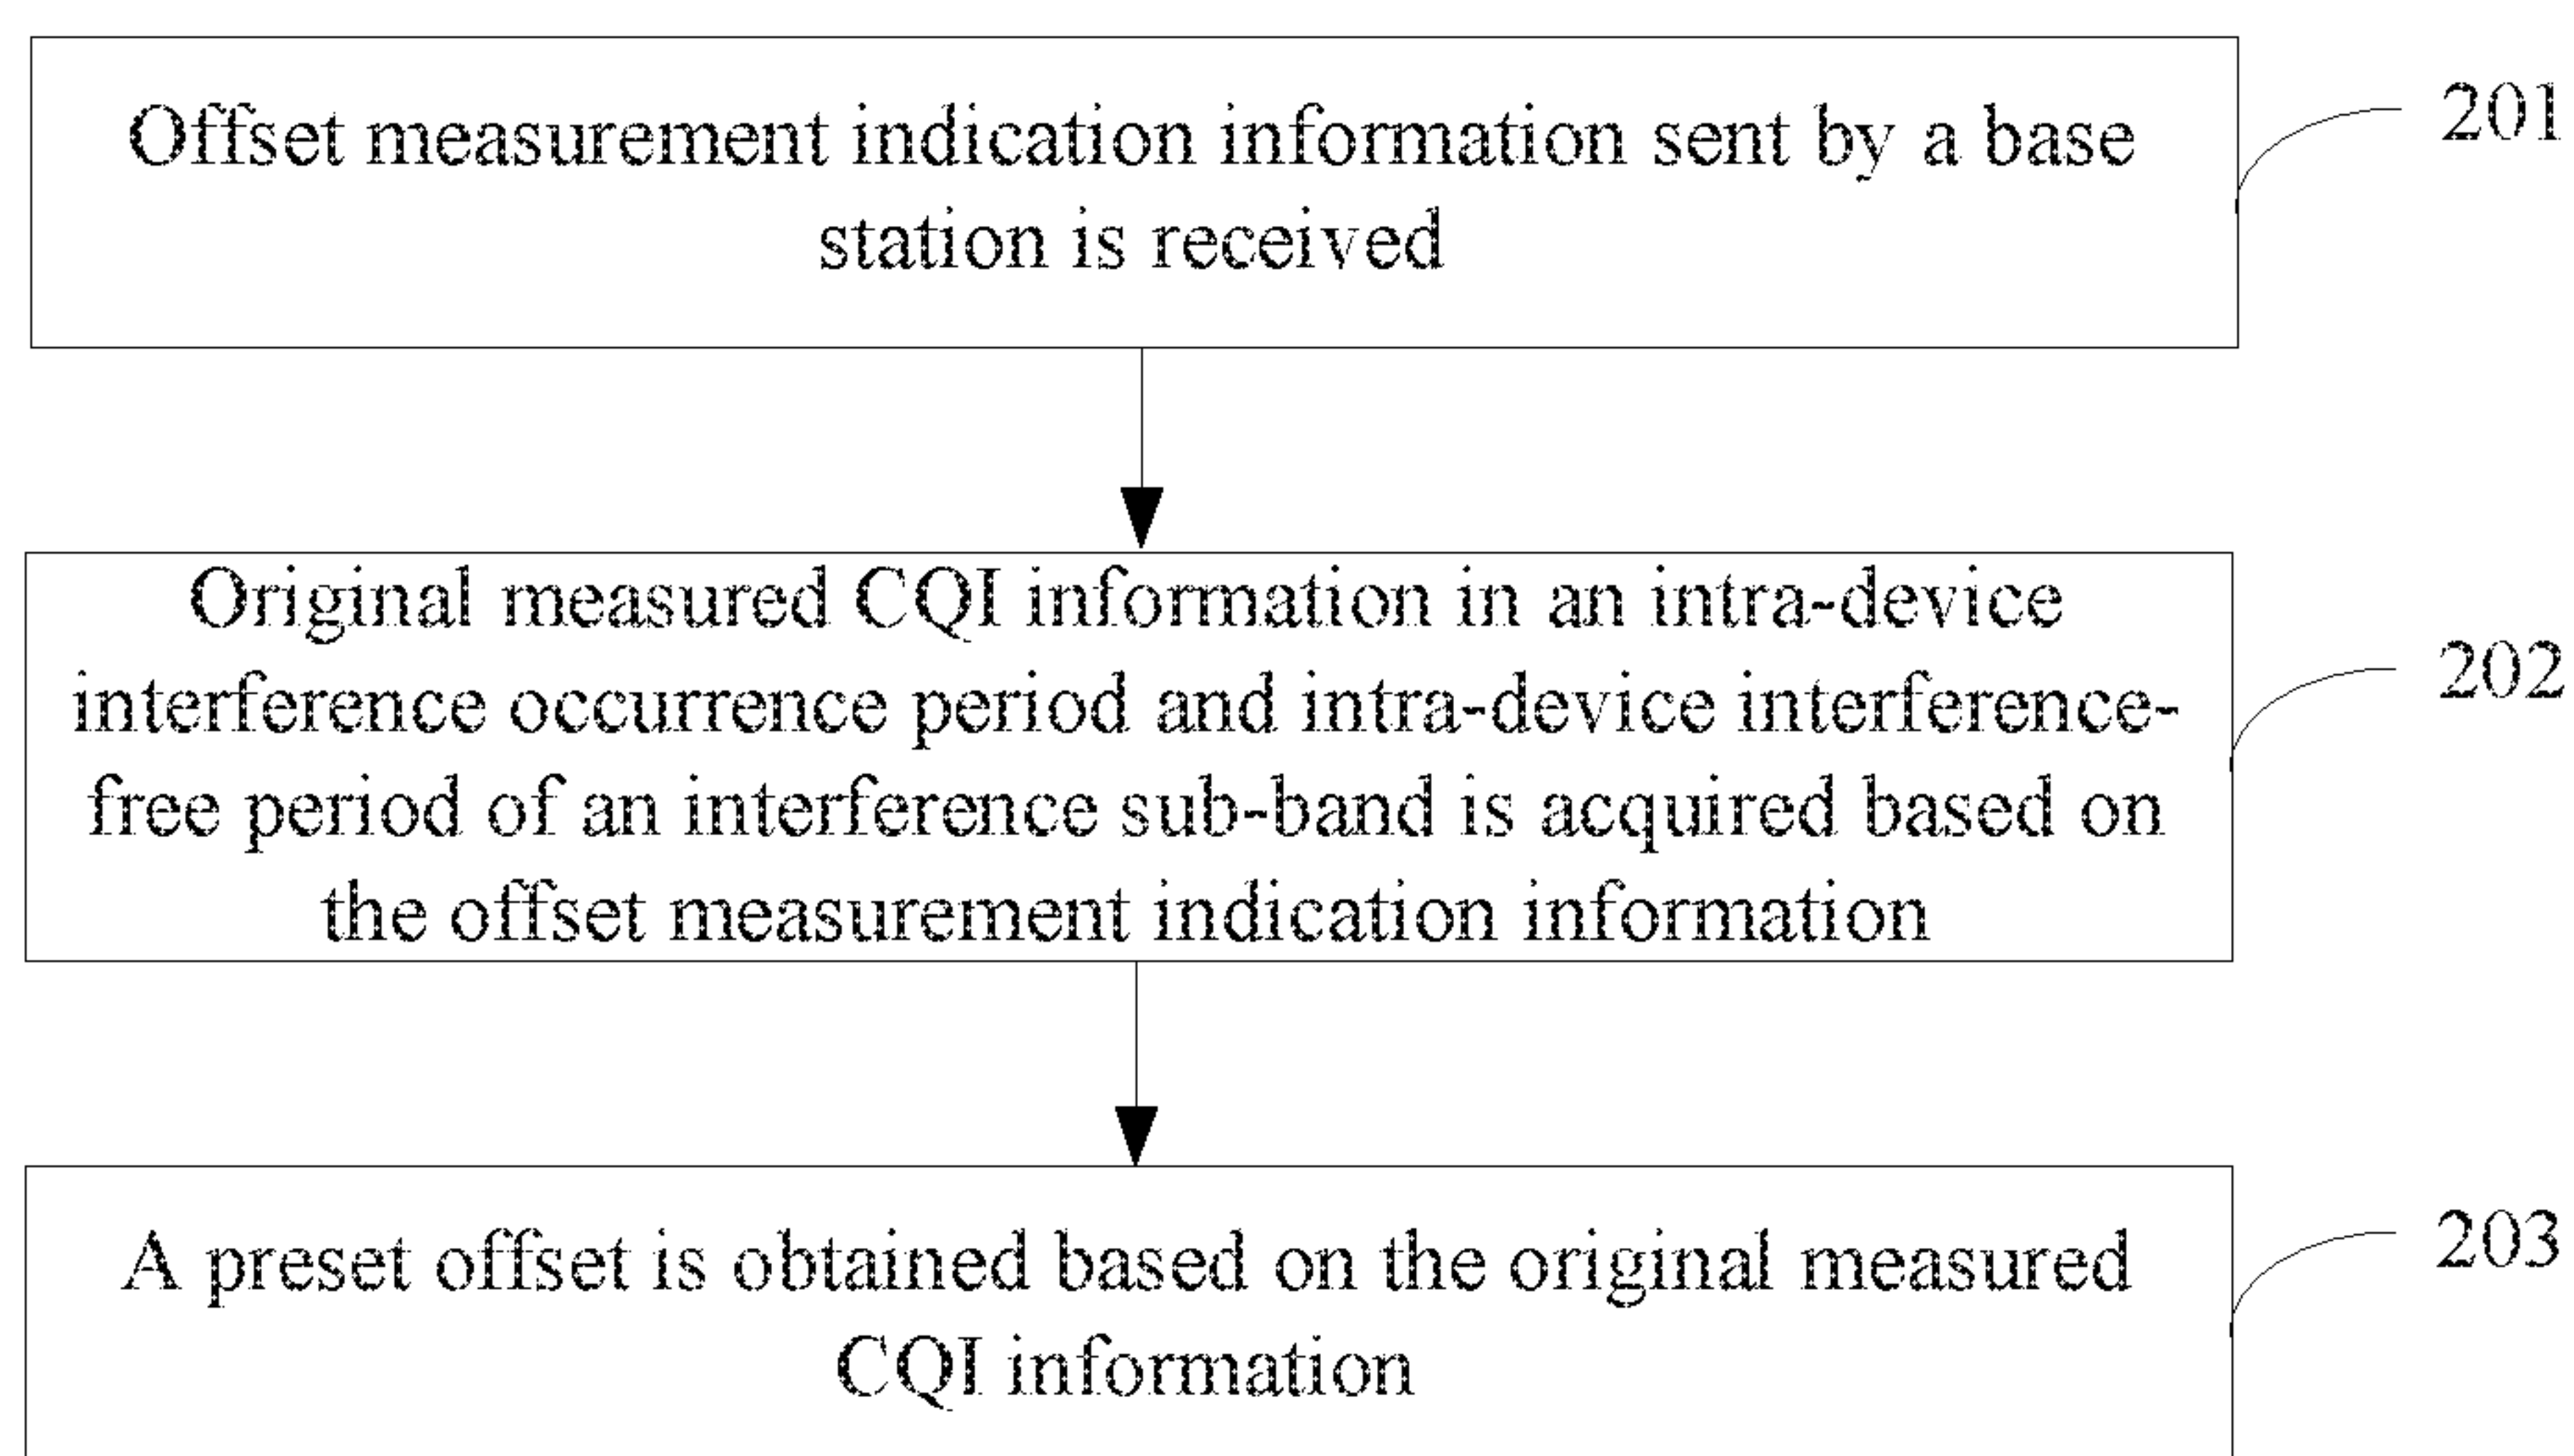 Offset measurement indication information sent by a base
station is received
201
Original measured CQI information in an intra-device
interference occurrence period and intra-device interference-
free period of an interference sub-band is acquired based on
the offset measurement indication information
202
A preset offset is obtained based on the original measured
CQI information
203